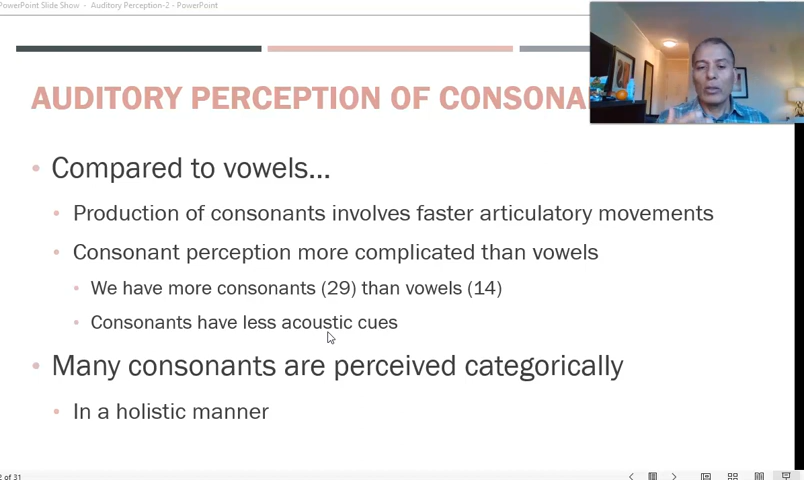 PowerPoint Slide Show - Auditory Perception-2 - PowerPoint
AUDITORY PERCEPTION OF CONSONA
• Compared to vowels...
• Production of consonants involves faster articulatory movements
• Consonant perception more complicated than vowels
• We have more consonants (29) than vowels (14)
• Consonants have less acoustic cues
• Many consonants are perceived categorically
• In a holistic manner
2 of 31